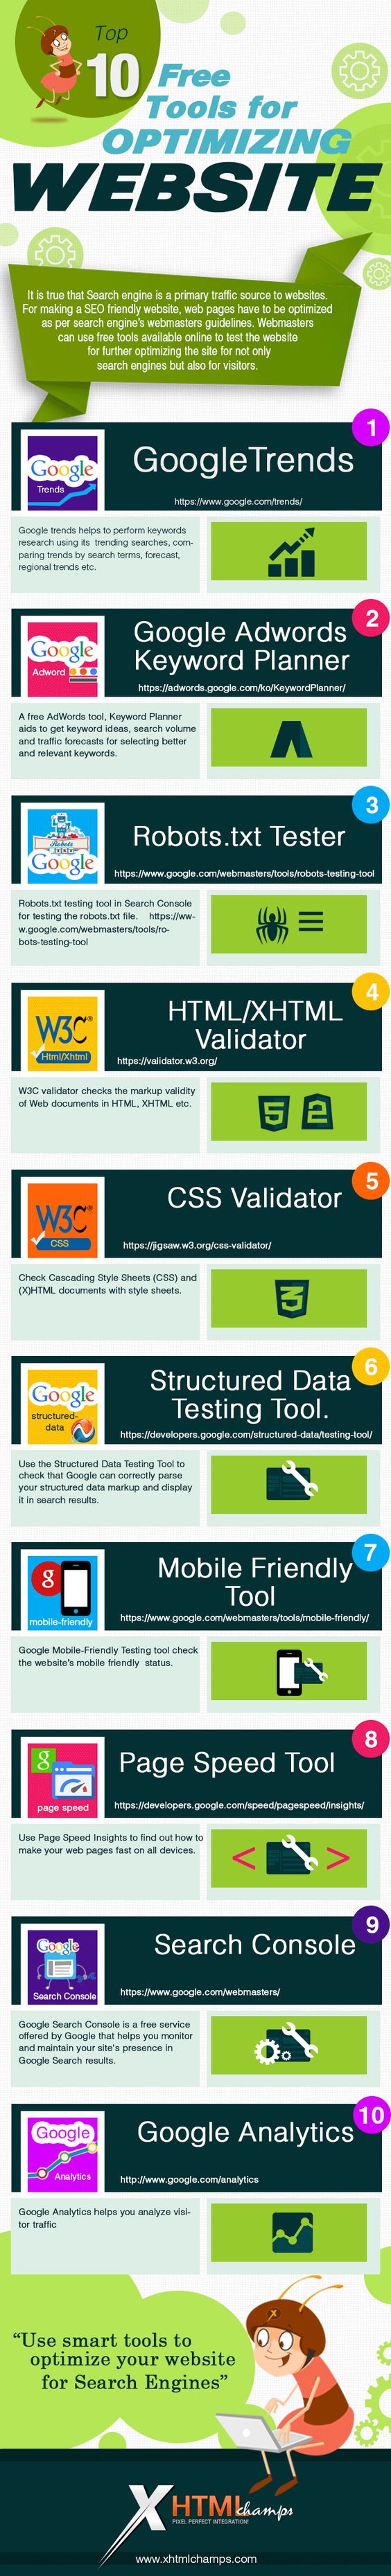 Top
10 Free
Tools for
OPTIMIZING
WEBSITE
It is true that Search engine is a primary traffic source to websites.
For making a SEO friendly website, web pages have to be optimized
as per search engine's webmasters guidelines. Webmasters
can use free tools available online to test the website
for further optimizing the site for not only
search engines but also for visitors.
1
Google
Trends
GoogleTrends
https://www.google.com/trends/
Google trends helps to perform keywords
research using its trending searches, com-
paring trends by search terms, forecast,
regional trends etc.
2
Google
Adword
Google Adwords
Keyword Planner
https://adwords.google.com/ko/KeywordPlanner/
A free AdWords tool, Keyword Planner
aids to get keyword ideas, search volume
and traffic forecasts for selecting better
and relevant keywords.
3
Robots
Google
Robots.txt Tester
https://www.google.com/webmasters/tools/robots-testing-tool
Robots.txt testing tool in Search Console
for testing the robots.txt file. https://ww-
w.google.com/webmasters/tools/ro-
bots-testing-tool
4
W3C®
Html/Xhtml
HTML/XHTML
Validator
https://validator.w3.org/
W3C validator checks the markup validity
of Web documents in HTML, XHTML etc.
5 2
5
W3C®
CSS
CSS Validator
https://jigsaw.w3.org/css-validator/
Check Cascading Style Sheets (CSS) and
(X)HTML documents with style sheets.
3
6
Google
structured-
data
Structured Data
Testing Tool.
https://developers.google.com/structured-data/testing-tool/
Use the Structured Data Testing Tool to
check that Google can correctly parse
your structured data markup and display
it in search results.
7
g
mobile-friendly
Mobile Friendly
Tool
https://www.google.com/webmasters/tools/mobile-friendly/
Google Mobile-Friendly Testing tool check
the website's mobile friendly status.
8
g
page speed
Page Speed Tool
https://developers.google.com/speed/pagespeed/insights/
Use Page Speed Insights to find out how to
make your web pages fast on all devices.
< >
9
Google
Search Console
Search Console
https://www.google.com/webmasters/
Google Search Console is a free service
offered by Google that helps you monitor
and maintain your site's presence in
Google Search results.
10
Google
Analytics
Google Analytics
http://www.google.com/analytics
Google Analytics helps you analyze visi-
tor traffic
“Use smart tools to
optimize your website
for Search Engines”
X HTML champs
PIXEL PERFECT INTEGRATION!
www.xhtmlchamps.com